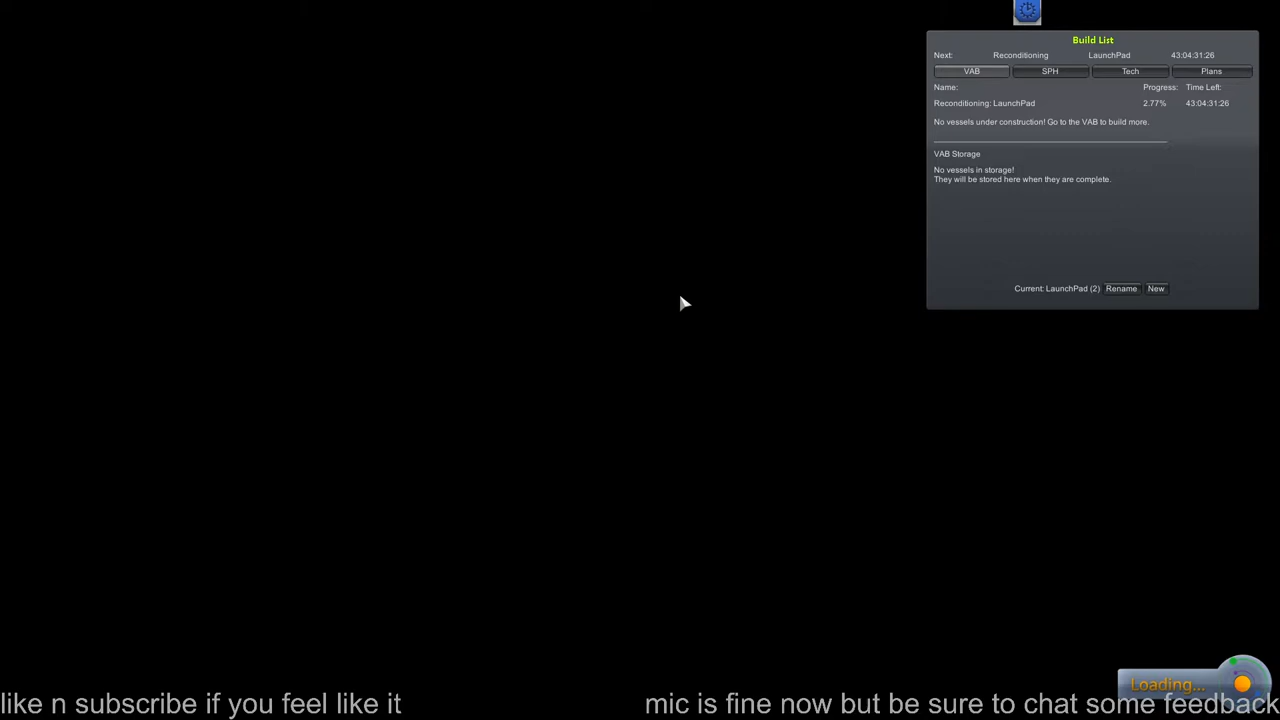 Build List
Next: Reconditioning LaunchPad 43:04:31:26
VAB SPH Tech Plans
Name: Progress: Time Left:
Reconditioning: LaunchPad 2.77% 43:04:31:26
No vessels under construction! Go to the VAB to build more.
VAB Storage
No vessels in storage!
They will be stored here when they are complete.
Current: LaunchPad (2) Rename New
Loading...
like n subscribe if you feel like it mic is fine now but be sure to chat some feedback